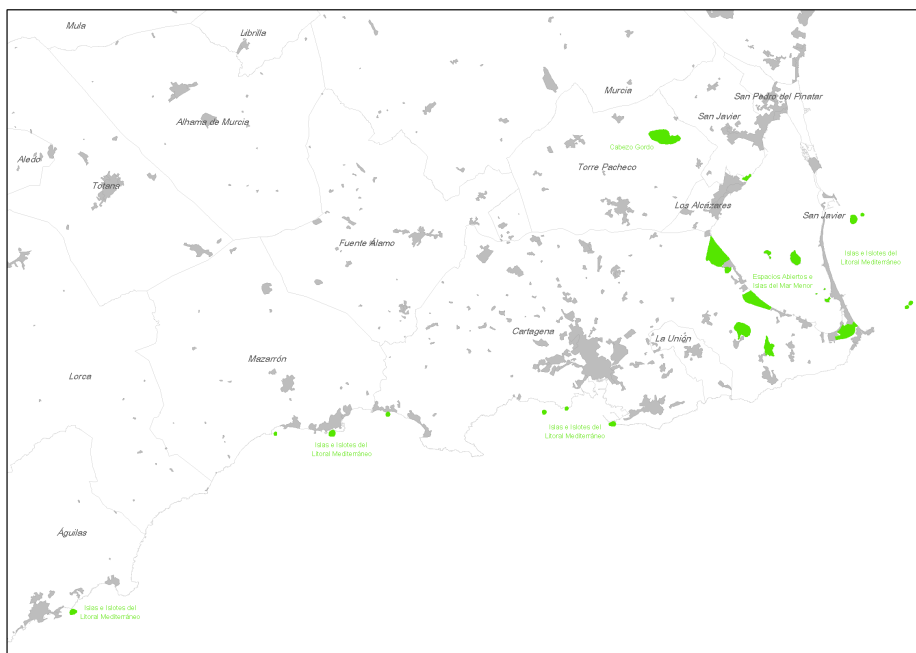 Mula
Librilla
San Pedro del Pinatar
Murcia
San Javier
Alhama de Murcia
Cabezo Gordo
Aledo
Torre Pacheco
Totana
Los Alcázares
San Javier
Fuente Álamo
Islas e Islotes del
Litoral Mediterráneo
Espacios Abiertos e
Islas del Mar Menor
Cartagena
La Unión
Mazarrón
Lorca
Islas e Islotes del
Litoral Mediterráneo
Islas e Islotes del
Litoral Mediterráneo
Águilas
Islas e Islotes del
Litoral Mediterráneo